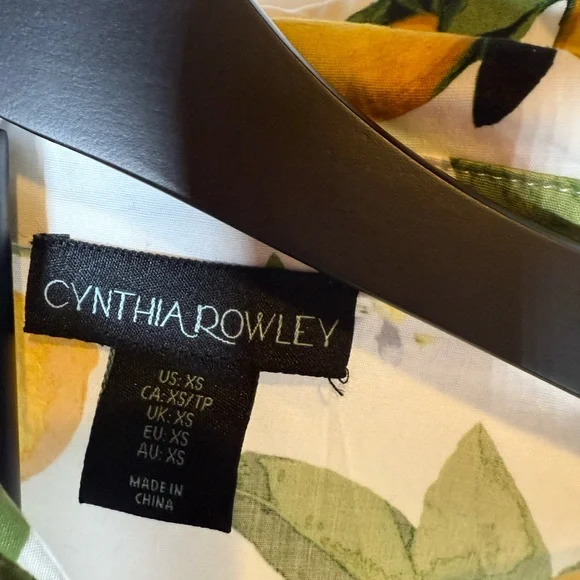 CYNTHIA ROWLEY
US: XS
CA: XS/TP
UK: XS
EU: XS
AU: XS
MADE IN
CHINA